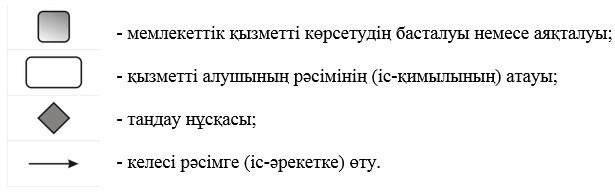 - мемлекеттік қызметті көрсетудің басталуы немесе аяқталуы;
- қызметті алушының рәсімінің (іс-қимылының) атауы;
- таңдау нұсқасы;
- келесі рәсімге (іс-әрекетке) өту.